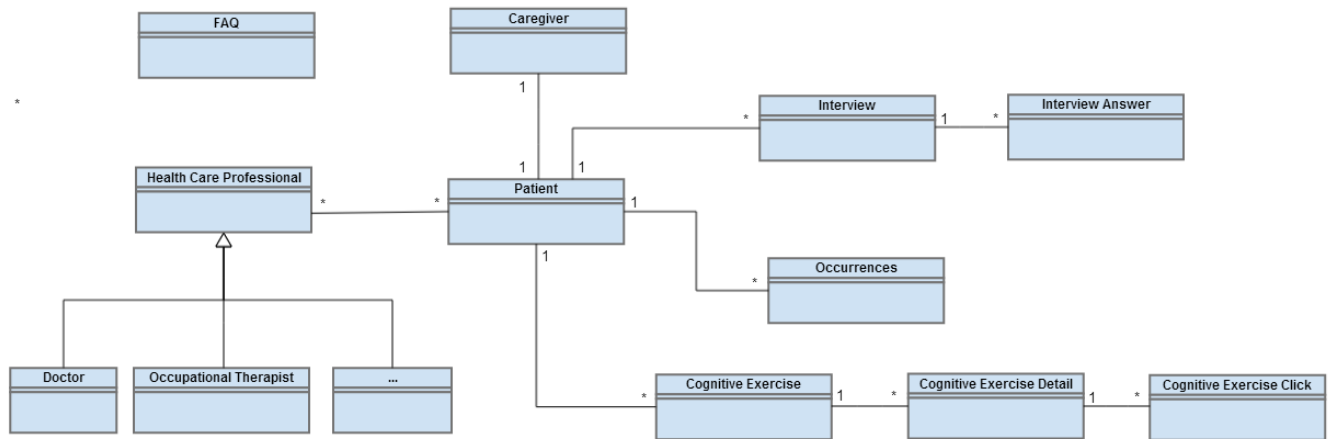 FAQ
Caregiver
1
*
Interview
*
1
*
Interview Answer
Health Care Professional
*
*
1
1
Patient
1
1
Occurrences
*
Doctor
Occupational Therapist
...
Cognitive Exercise
*
1
*
Cognitive Exercise Detail
1
*
Cognitive Exercise Click